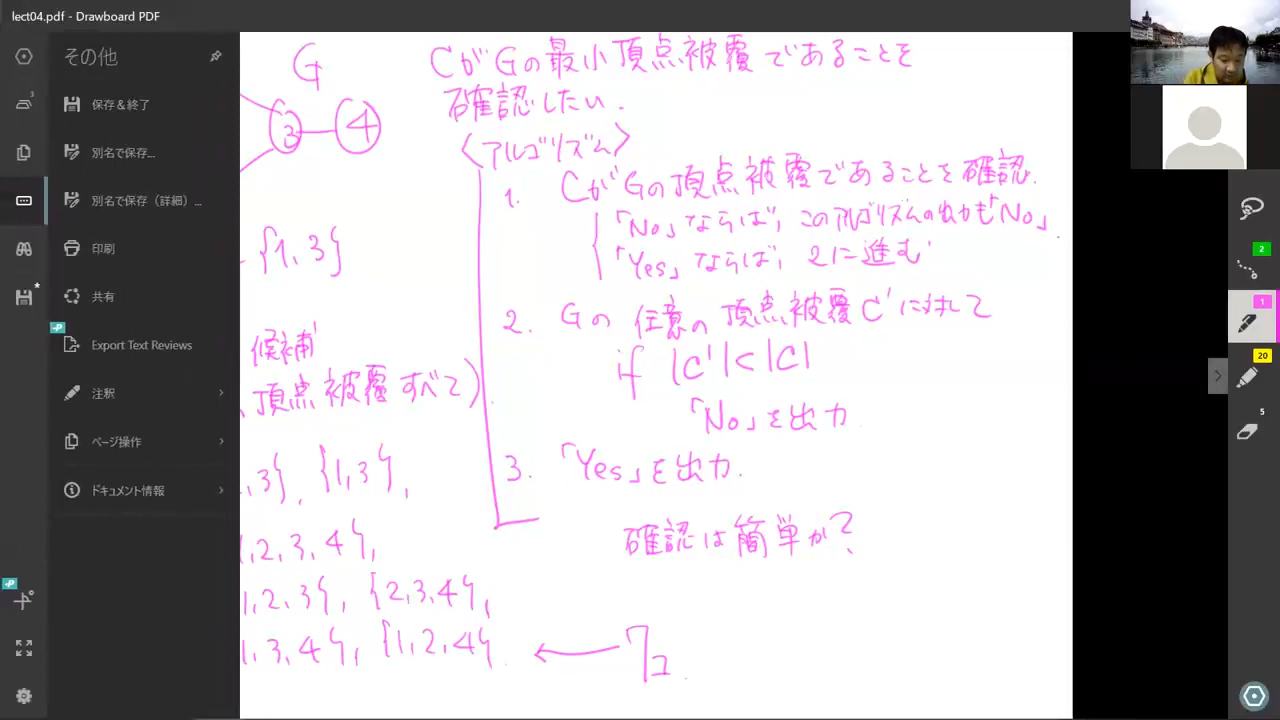 lect04.pdf - Drawboard PDF
その他
保存&終了
別名で保存...
別名で保存（詳細）...
印刷
共有
Export Text Reviews
注釈
ページ操作
ドキュメント情報
G
3 4
{1,3}
候補
頂点被覆すべて)
,3}, {1,3},
1,2,3,4},
1,2,3}, {2,3,4},
1,3,4}, {1,2,4}
CがGの最小頂点被覆であることを
確認したい.
<アルゴリズム>
1. CがGの頂点被覆であることを確認.
「No」ならば, このアルゴリズムの出力も「No」.
「Yes」ならば, 2に進む
2. Gの任意の頂点被覆C'に対して
if |C'|<|C|
「No」を出力
3. 「Yes」を出力.
確認は簡単か?
3
2
1
20
5